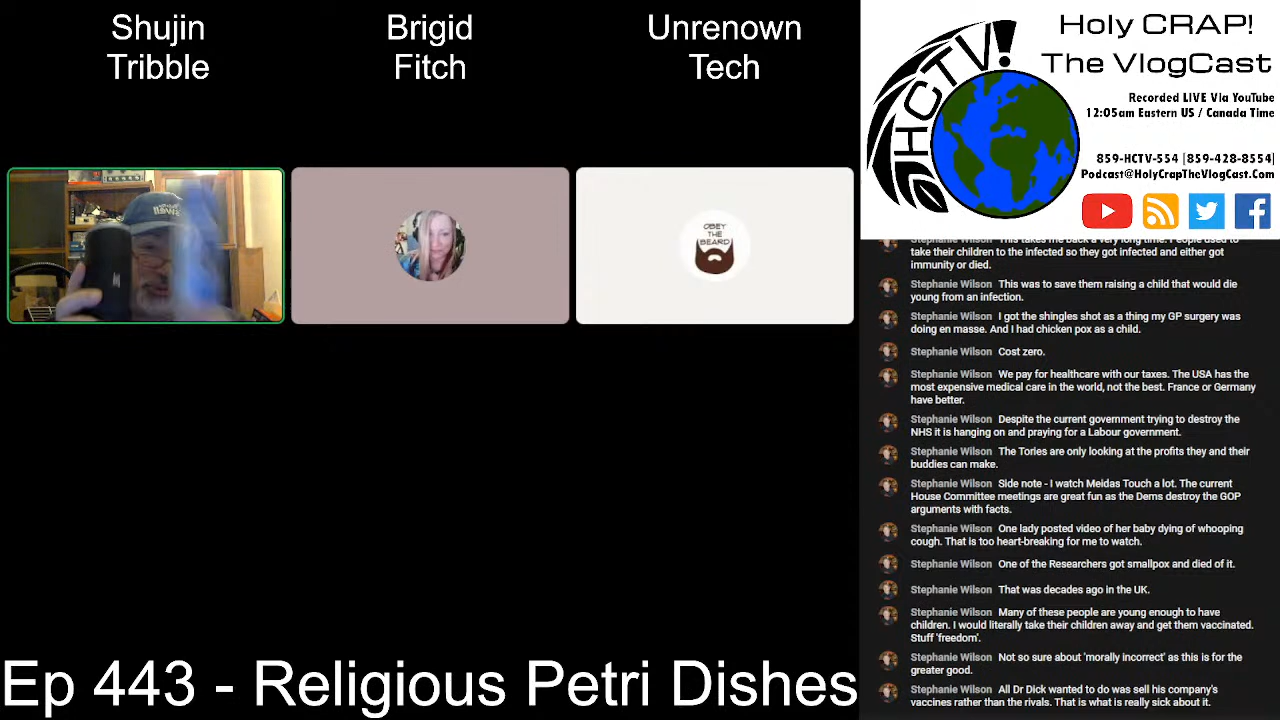 Shujin
Tribble
Brigid
Fitch
Unrenown
Tech
OBEY
THE
BEARD
HCTV!
Holy CRAP!
The VlogCast
Recorded LIVE Via YouTube
12:05am Eastern US / Canada Time
859-HCTV-554 [859-428-8554]
Podcast@HolyCrapTheVlogCast.Com
Stephanie Wilson This takes me back a very long time. People used to
take their children to the infected so they got infected and either got
immunity or died.
Stephanie Wilson This was to save them raising a child that would die
young from an infection.
Stephanie Wilson I got the shingles shot as a thing my GP surgery was
doing en masse. And I had chicken pox as a child.
Stephanie Wilson Cost zero.
Stephanie Wilson We pay for healthcare with our taxes. The USA has the
most expensive medical care in the world, not the best. France or Germany
have better.
Stephanie Wilson Despite the current government trying to destroy the
NHS it is hanging on and praying for a Labour government.
Stephanie Wilson The Tories are only looking at the profits they and their
buddies can make.
Stephanie Wilson Side note - I watch Meidas Touch a lot. The current
House Committee meetings are great fun as the Dems destroy the GOP
arguments with facts.
Stephanie Wilson One lady posted video of her baby dying of whooping
cough. That is too heart-breaking for me to watch.
Stephanie Wilson One of the Researchers got smallpox and died of it.
Stephanie Wilson That was decades ago in the UK.
Stephanie Wilson Many of these people are young enough to have
children. I would literally take their children away and get them vaccinated.
Stuff 'freedom'.
Stephanie Wilson Not so sure about 'morally incorrect' as this is for the
greater good.
Stephanie Wilson All Dr Dick wanted to do was sell his company's
vaccines rather than the rivals. That is what is really sick about it.
Ep 443 - Religious Petri Dishes